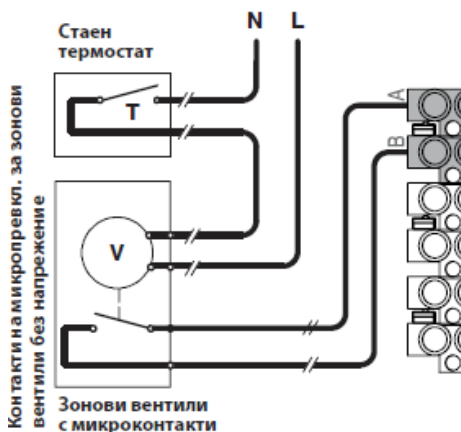 Стаен
термостат
N L
T
A
B
V
Контакти на микропревкл. за зонови
вентили без напрежение
Зонови вентили
с микроконтакти